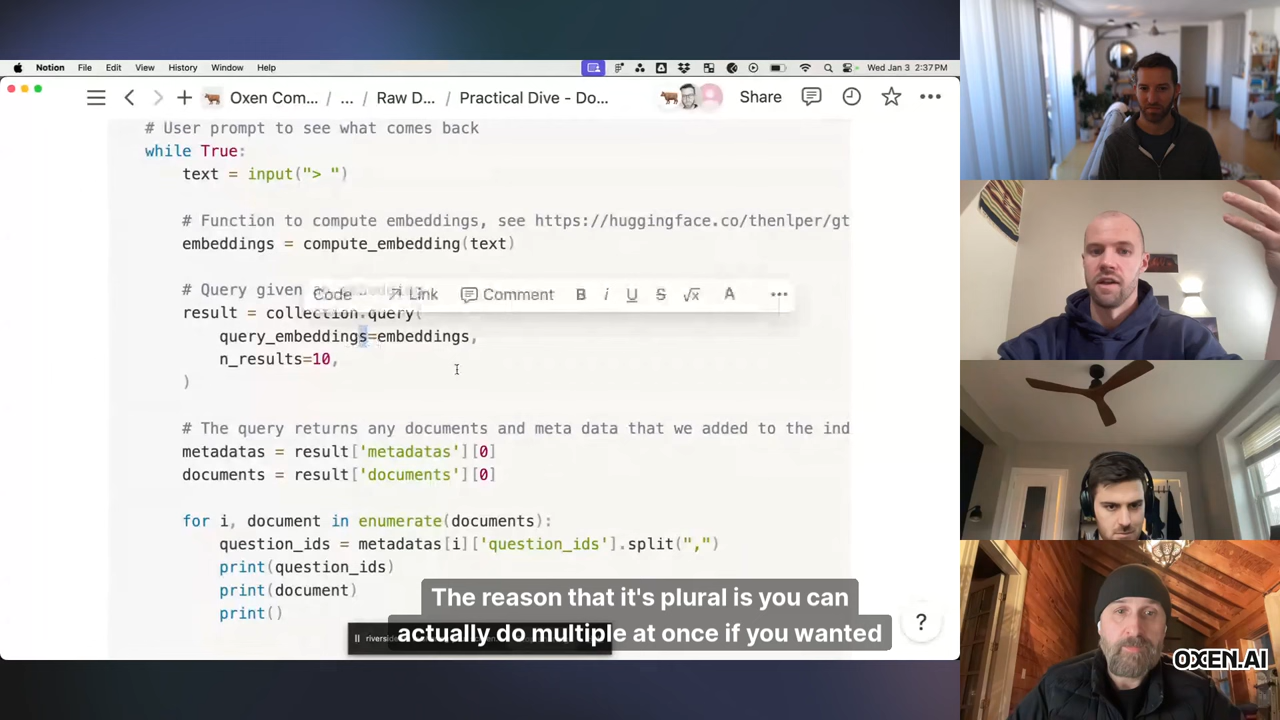 Notion File Edit View History Window Help Wed Jan 3 2:37 PM
Oxen Com... / ... / Raw D... / Practical Dive - Do... Share
# User prompt to see what comes back
while True:
text = input("> ")
# Function to compute embeddings, see https://huggingface.co/thenlper/gt
embeddings = compute_embedding(text)
# Query given
Code Link Comment B i U S √x A
result = collection.query(
query_embeddings=embeddings,
n_results=10,
)
# The query returns any documents and meta data that we added to the ind
metadatas = result['metadatas'][0]
documents = result['documents'][0]
for i, document in enumerate(documents):
question_ids = metadatas[i]['question_ids'].split(",")
print(question_ids)
print(document)
print()
The reason that it's plural is you can
actually do multiple at once if you wanted
?
OXEN.AI